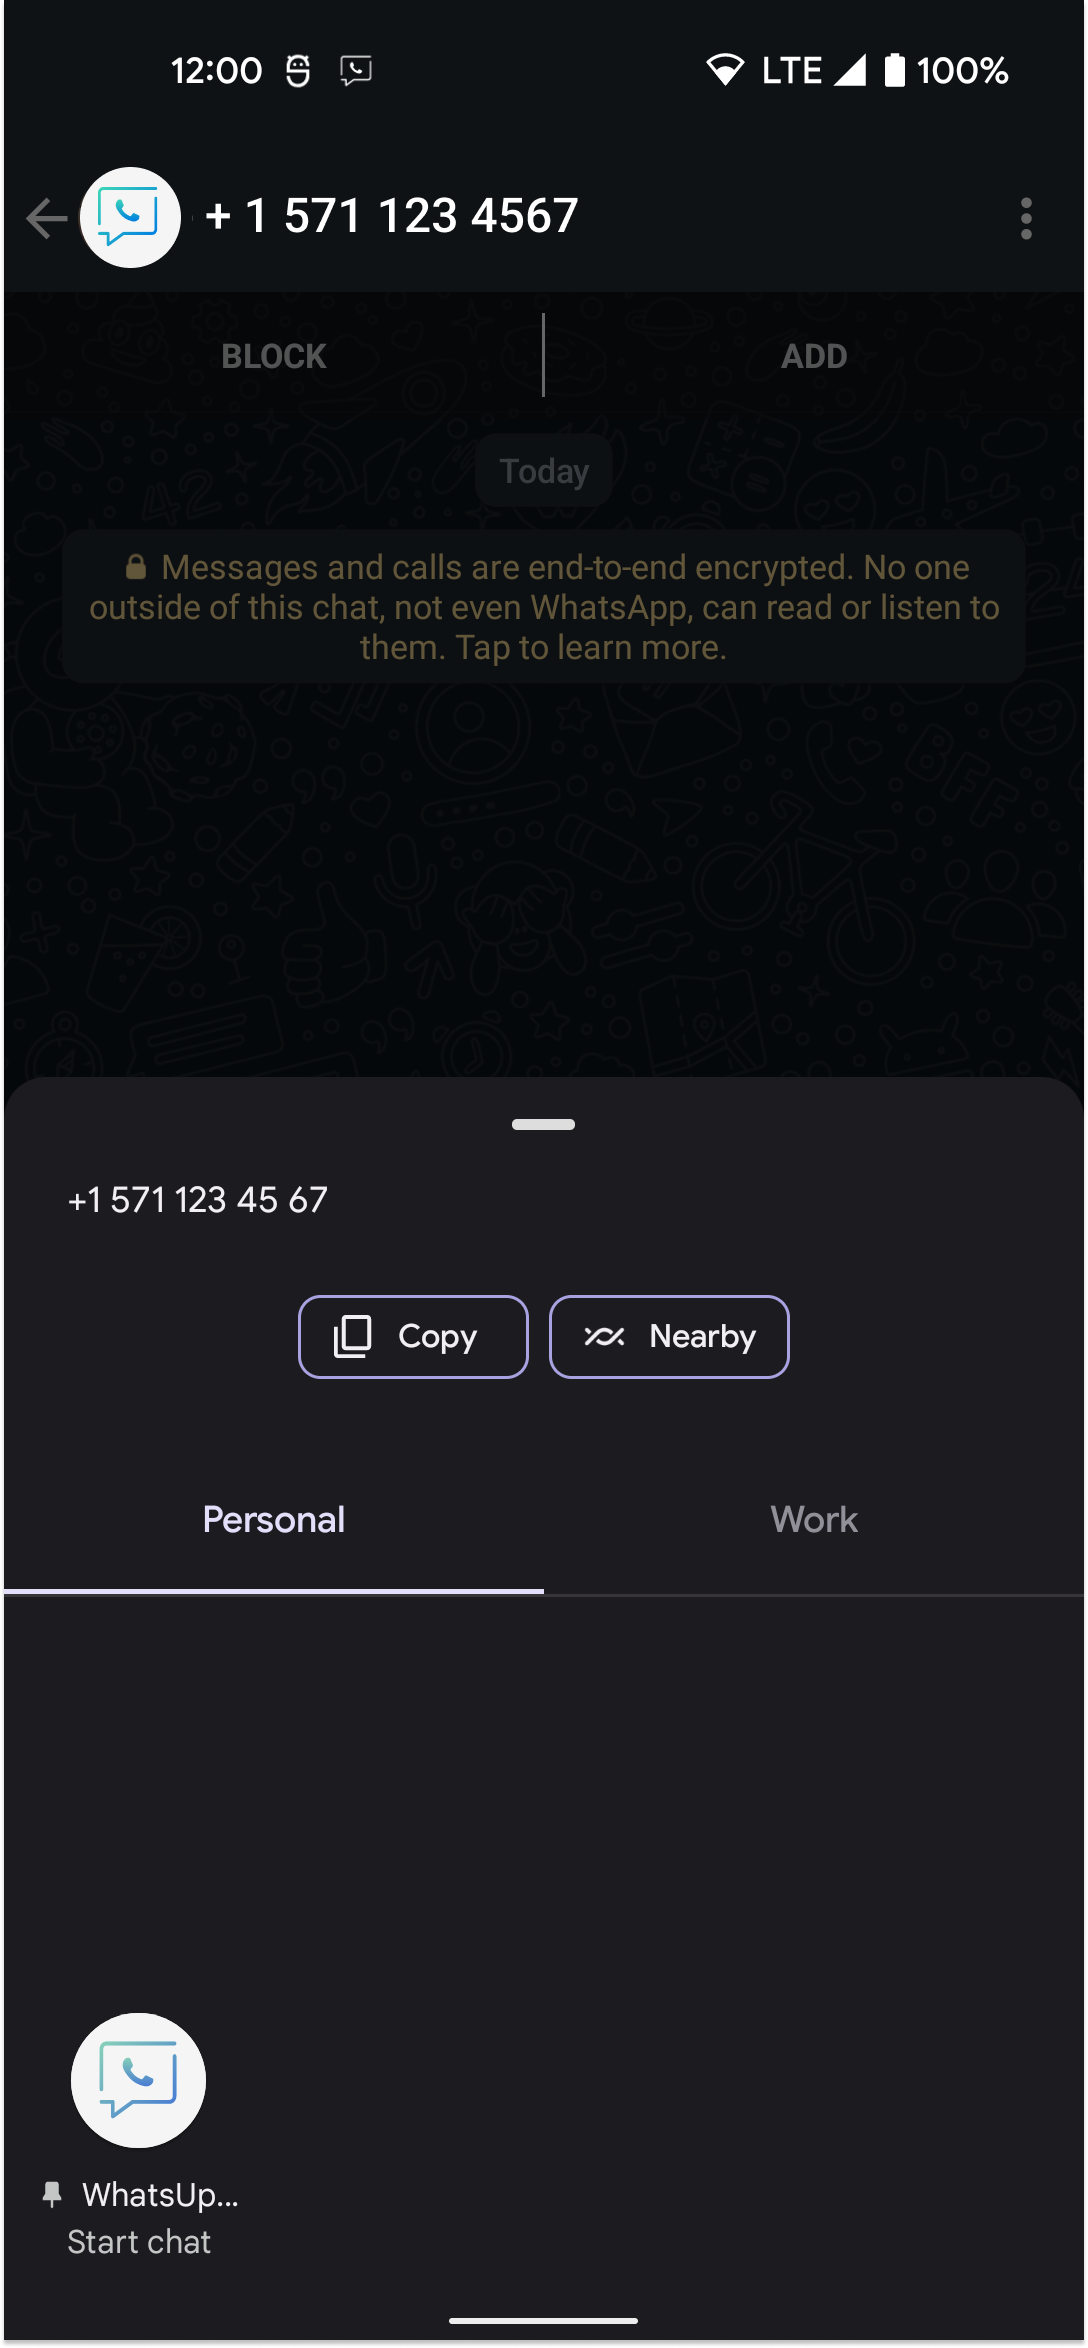 12:00 LTE 100%
+ 1 571 123 4567
BLOCK ADD
Today
Messages and calls are end-to-end encrypted. No one
outside of this chat, not even WhatsApp, can read or listen to
them. Tap to learn more.
+1 571 123 45 67
Copy Nearby
Personal Work
WhatsUp...
Start chat